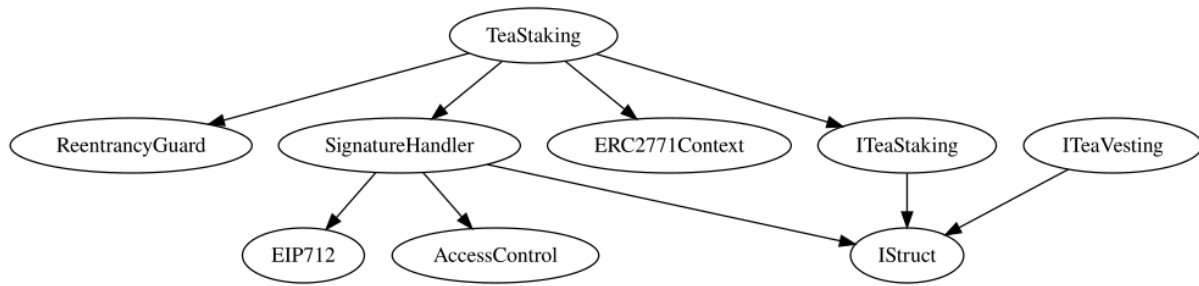 TeaStaking
ReentrancyGuard
SignatureHandler
ERC2771Context
ITeaStaking
ITeaVesting
EIP712
AccessControl
IStruct